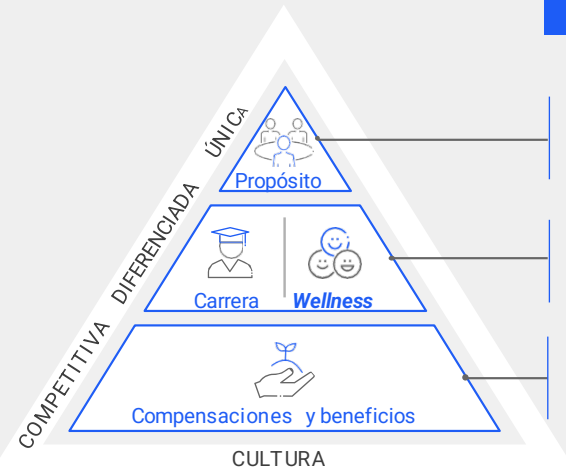 ÚNICA
Propósito
DIFERENCIADA
Carrera
Wellness
COMPETITIVA
Compensaciones y beneficios
CULTURA